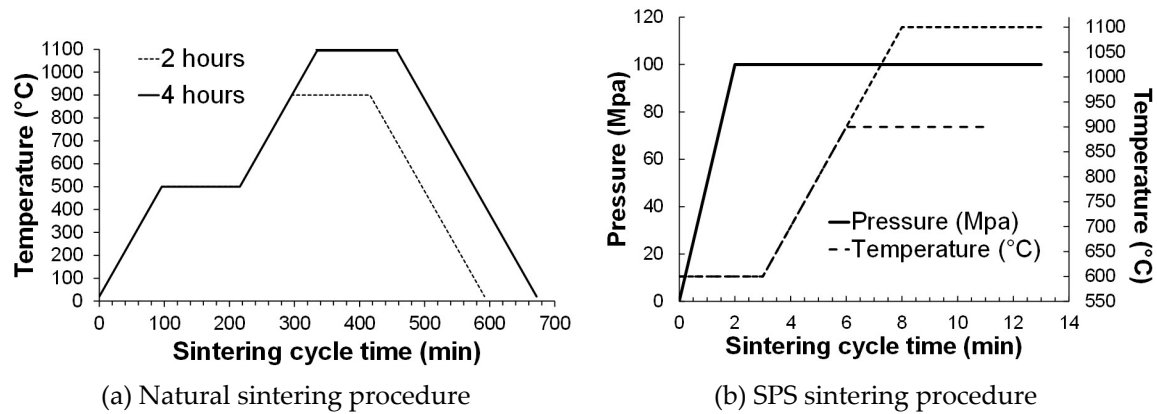 1100
1000
900
800
700
600
500
400
300
200
100
0
Temperature (°C)
2 hours
4 hours
0 100 200 300 400 500 600 700
Sintering cycle time (min)
(a) Natural sintering procedure
120
100
80
60
40
20
0
Pressure (Mpa)
Pressure (Mpa)
Temperature (°C)
1100
1050
1000
950
900
850
800
750
700
650
600
550
Temperature (°C)
0 2 4 6 8 10 12 14
Sintering cycle time (min)
(b) SPS sintering procedure